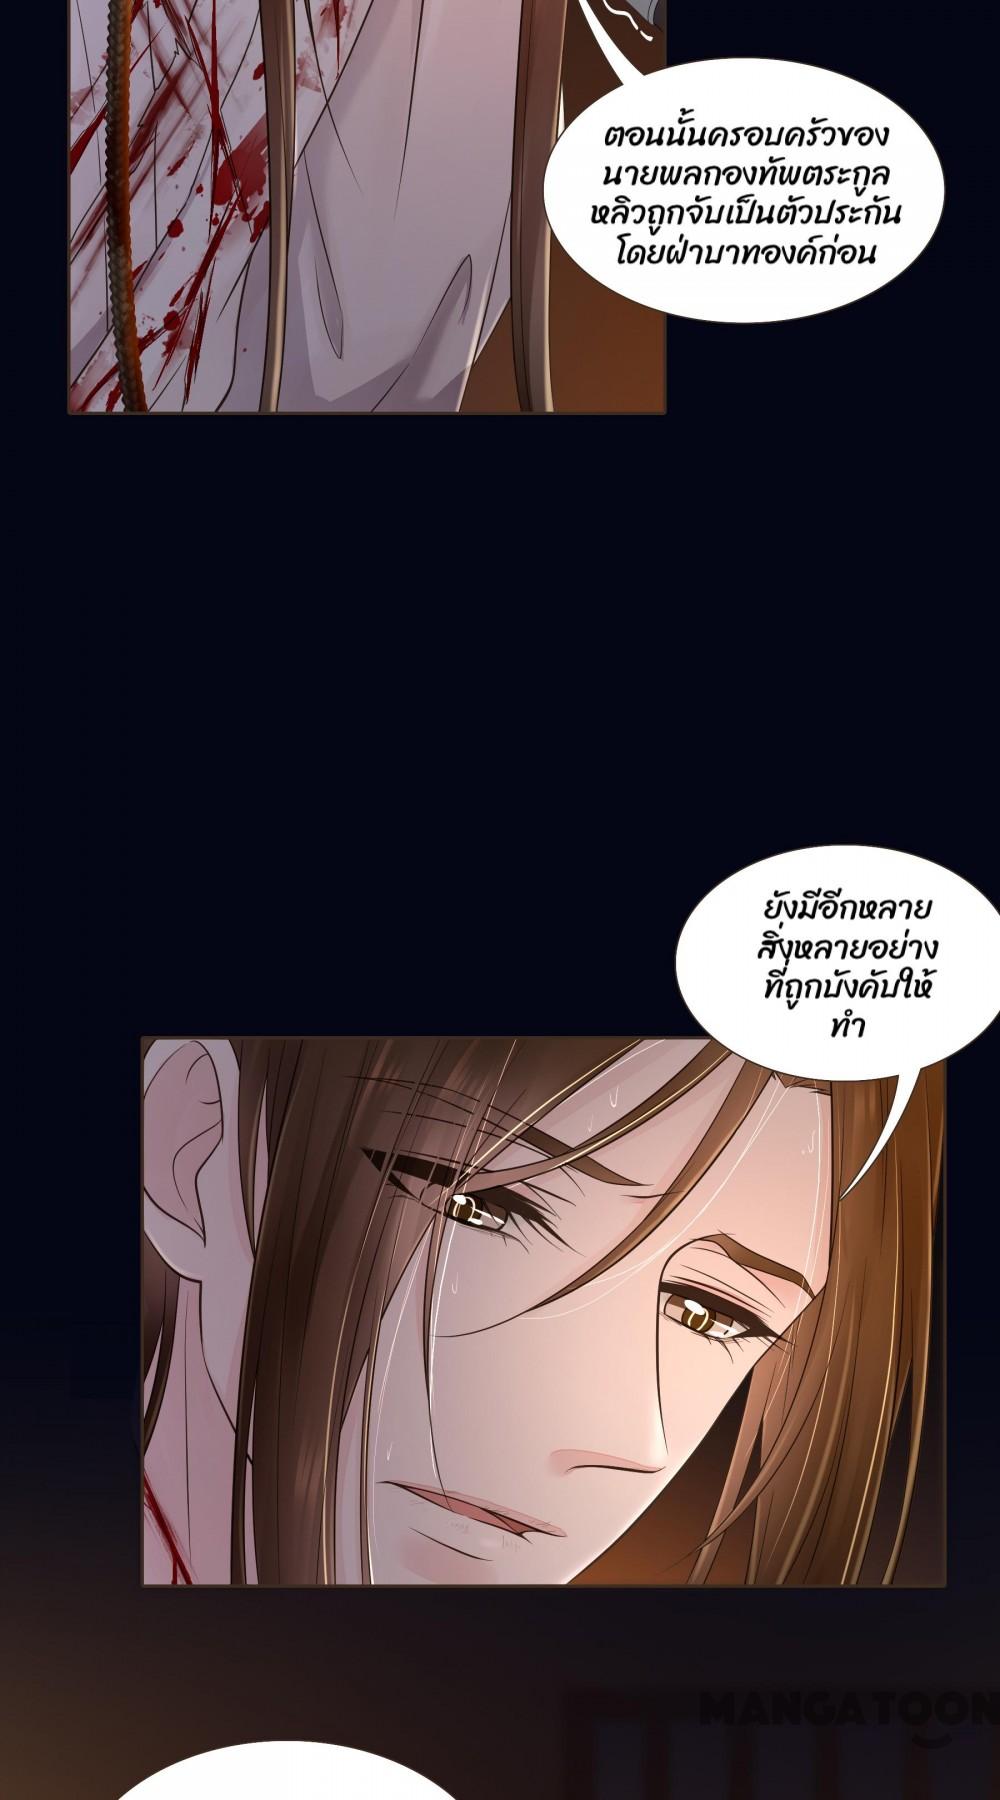 ตอนนั้นครอบครัวของ
นายพลกองทัพตระกูล
หลิวถูกจับเป็นตัวประกัน
โดยฝ่าบาทองค์ก่อน
ยังมีอีกหลาย
สิ่งหลายอย่าง
ที่ถูกบังคับให้
ทำ
MANGATOON